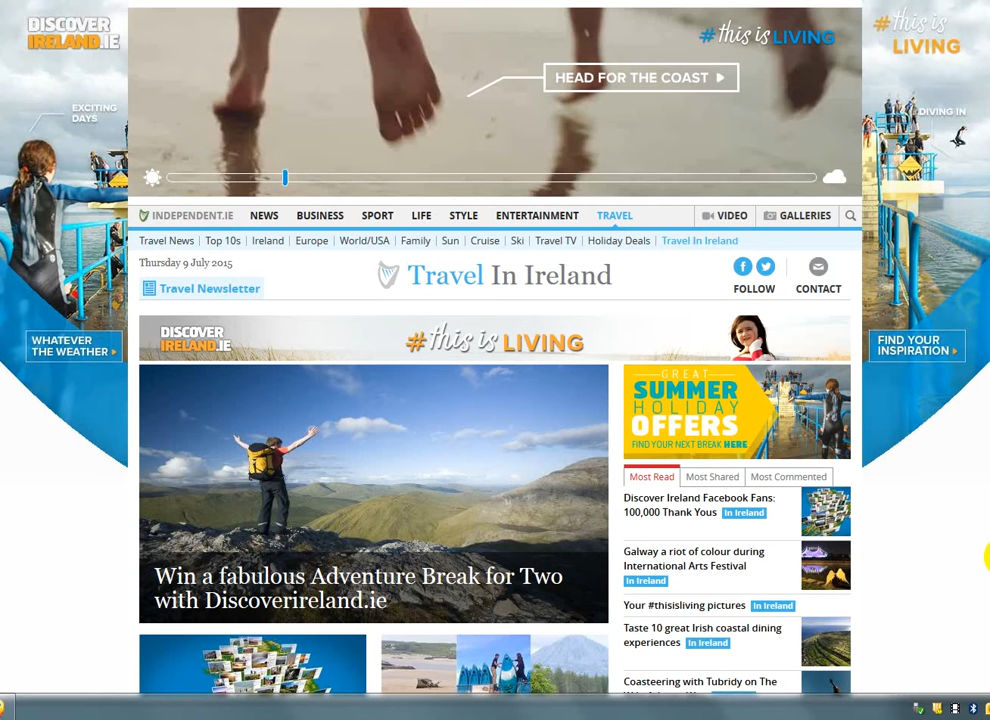 DISCOVER
IRELAND.IE
#this is LIVING
#this is
LIVING
HEAD FOR THE COAST
EXCITING
DAYS
DIVING IN
INDEPENDENT.IE NEWS BUSINESS SPORT LIFE STYLE ENTERTAINMENT TRAVEL VIDEO GALLERIES
Travel News Top 10s Ireland Europe World/USA Family Sun Cruise Ski Travel TV Holiday Deals Travel In Ireland
Thursday 9 July 2015
Travel Newsletter
Travel In Ireland
FOLLOW CONTACT
WHATEVER
THE WEATHER
DISCOVER
IRELAND.IE
#this is LIVING
FIND YOUR
INSPIRATION
GREAT
SUMMER
HOLIDAY
OFFERS
FIND YOUR NEXT BREAK HERE
Most Read Most Shared Most Commented
Discover Ireland Facebook Fans:
100,000 Thank Yous In Ireland
Galway a riot of colour during
International Arts Festival
In Ireland
Win a fabulous Adventure Break for Two
with Discoverireland.ie
Your #thisisliving pictures In Ireland
Taste 10 great Irish coastal dining
experiences In Ireland
Coasteering with Tubridy on The